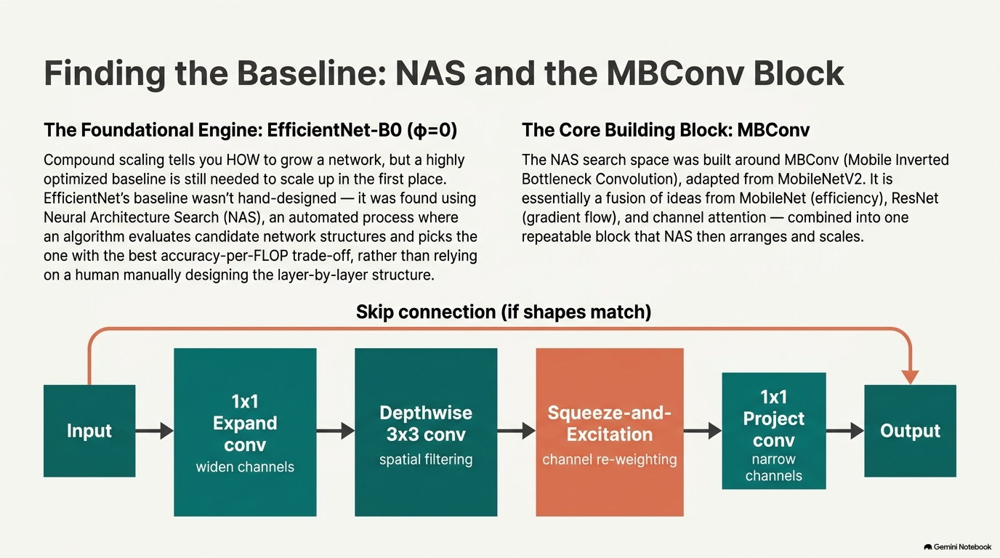 Finding the Baseline: NAS and the MBConv Block
The Foundational Engine: EfficientNet-B0 (ϕ=0)
Compound scaling tells you HOW to grow a network, but a highly
optimized baseline is still needed to scale up in the first place.
EfficientNet's baseline wasn't hand-designed — it was found using
Neural Architecture Search (NAS), an automated process where
an algorithm evaluates candidate network structures and picks the
one with the best accuracy-per-FLOP trade-off, rather than relying
on a human manually designing the layer-by-layer structure.
The Core Building Block: MBConv
The NAS search space was built around MBConv (Mobile Inverted
Bottleneck Convolution), adapted from MobileNetV2. It is
essentially a fusion of ideas from MobileNet (efficiency), ResNet
(gradient flow), and channel attention — combined into one
repeatable block that NAS then arranges and scales.
Skip connection (if shapes match)
Input
1x1
Expand
conv
widen channels
Depthwise
3x3 conv
spatial filtering
Squeeze-and-
Excitation
channel re-weighting
1x1
Project
conv
narrow
channels
Output
Gemini Notebook